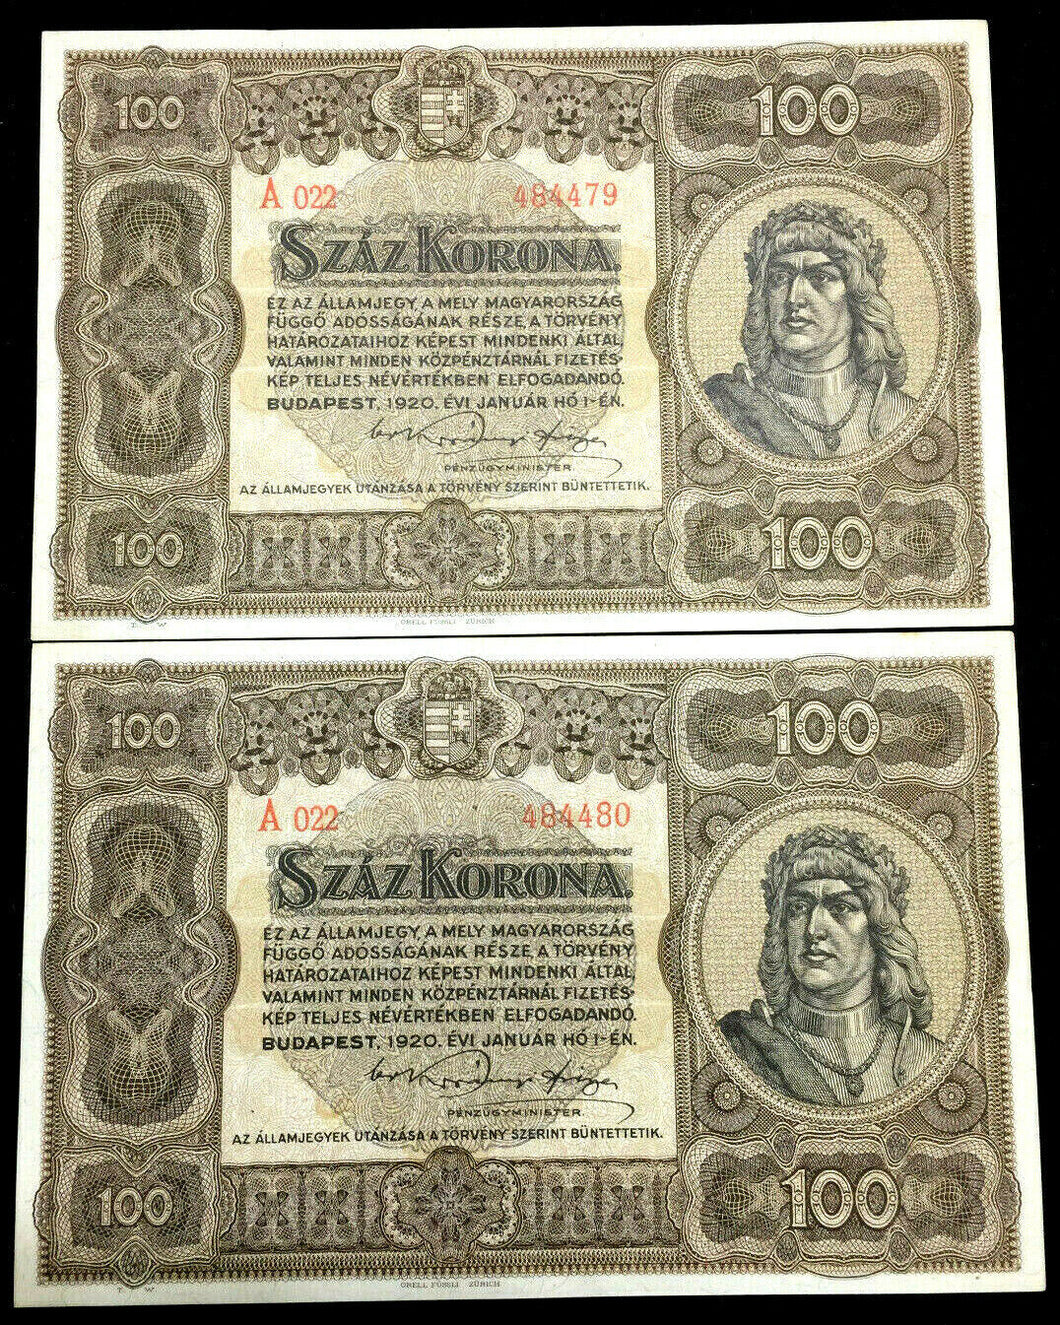 100
100
A 022 484479
SZÁZ KORONA.
EZ AZ ÁLLAMJEGY, A MELY MAGYARORSZÁG
FÜGGŐ ADÓSSÁGÁNAK RÉSZE, A TÖRVÉNY
HATÁROZATAIHOZ KÉPEST MINDENKI ÁLTAL,
VALAMINT MINDEN KÖZPÉNZTÁRNÁL FIZETÉS-
KÉP TELJES NÉVÉRTÉKBEN ELFOGADANDÓ.
BUDAPEST, 1920. ÉVI JANUÁR HÓ 1-ÉN.
PÉNZÜGYMINISTER.
AZ ÁLLAMJEGYEK UTÁNZÁSA A TÖRVÉNY SZERINT BÜNTETTETIK.
100
100
T W
ORELL FÜSSLI ZÜRICH
100
100
A 022 484480
SZÁZ KORONA.
EZ AZ ÁLLAMJEGY, A MELY MAGYARORSZÁG
FÜGGŐ ADÓSSÁGÁNAK RÉSZE, A TÖRVÉNY
HATÁROZATAIHOZ KÉPEST MINDENKI ÁLTAL,
VALAMINT MINDEN KÖZPÉNZTÁRNÁL FIZETÉS-
KÉP TELJES NÉVÉRTÉKBEN ELFOGADANDÓ.
BUDAPEST, 1920. ÉVI JANUÁR HÓ 1-ÉN.
PÉNZÜGYMINISTER.
AZ ÁLLAMJEGYEK UTÁNZÁSA A TÖRVÉNY SZERINT BÜNTETTETIK.
100
100
T W
ORELL FÜSSLI ZÜRICH